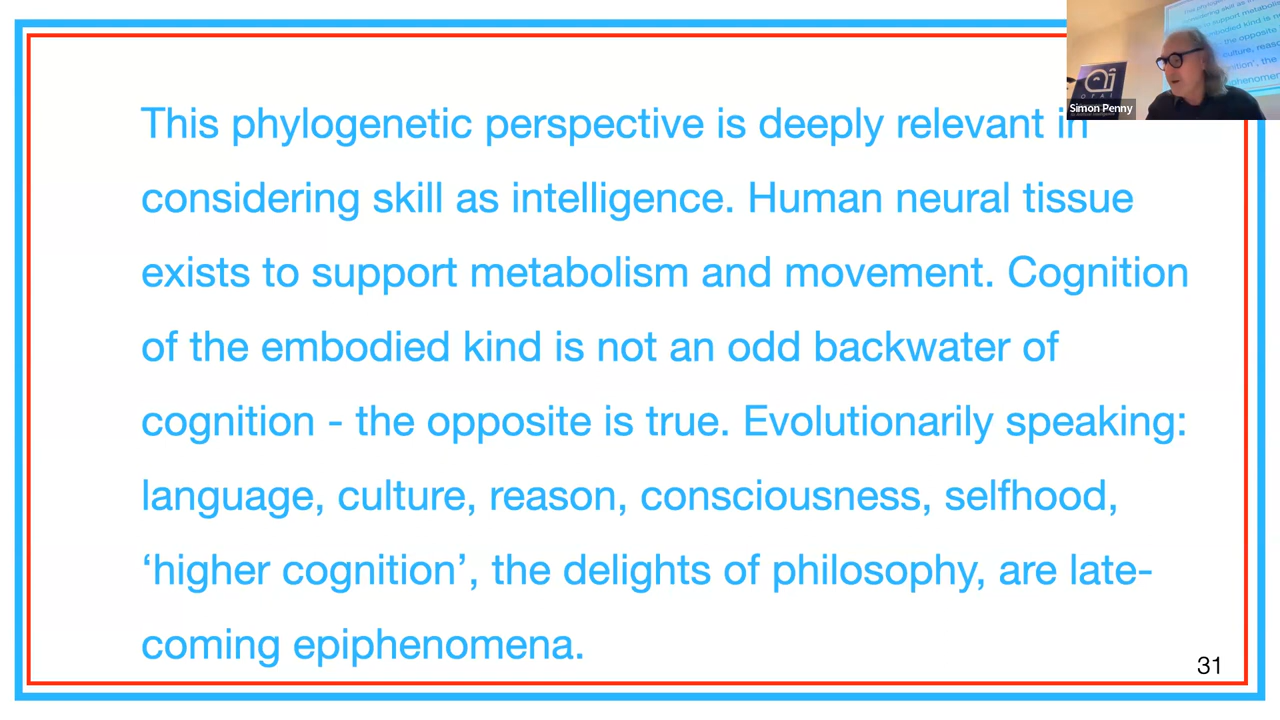 This phylogenetic perspective is deeply relevant in
considering skill as intelligence. Human neural tissue
exists to support metabolism and movement. Cognition
of the embodied kind is not an odd backwater of
cognition - the opposite is true. Evolutionarily speaking:
language, culture, reason, consciousness, selfhood,
‘higher cognition’, the delights of philosophy, are late-
coming epiphenomena.
31
Simon Penny